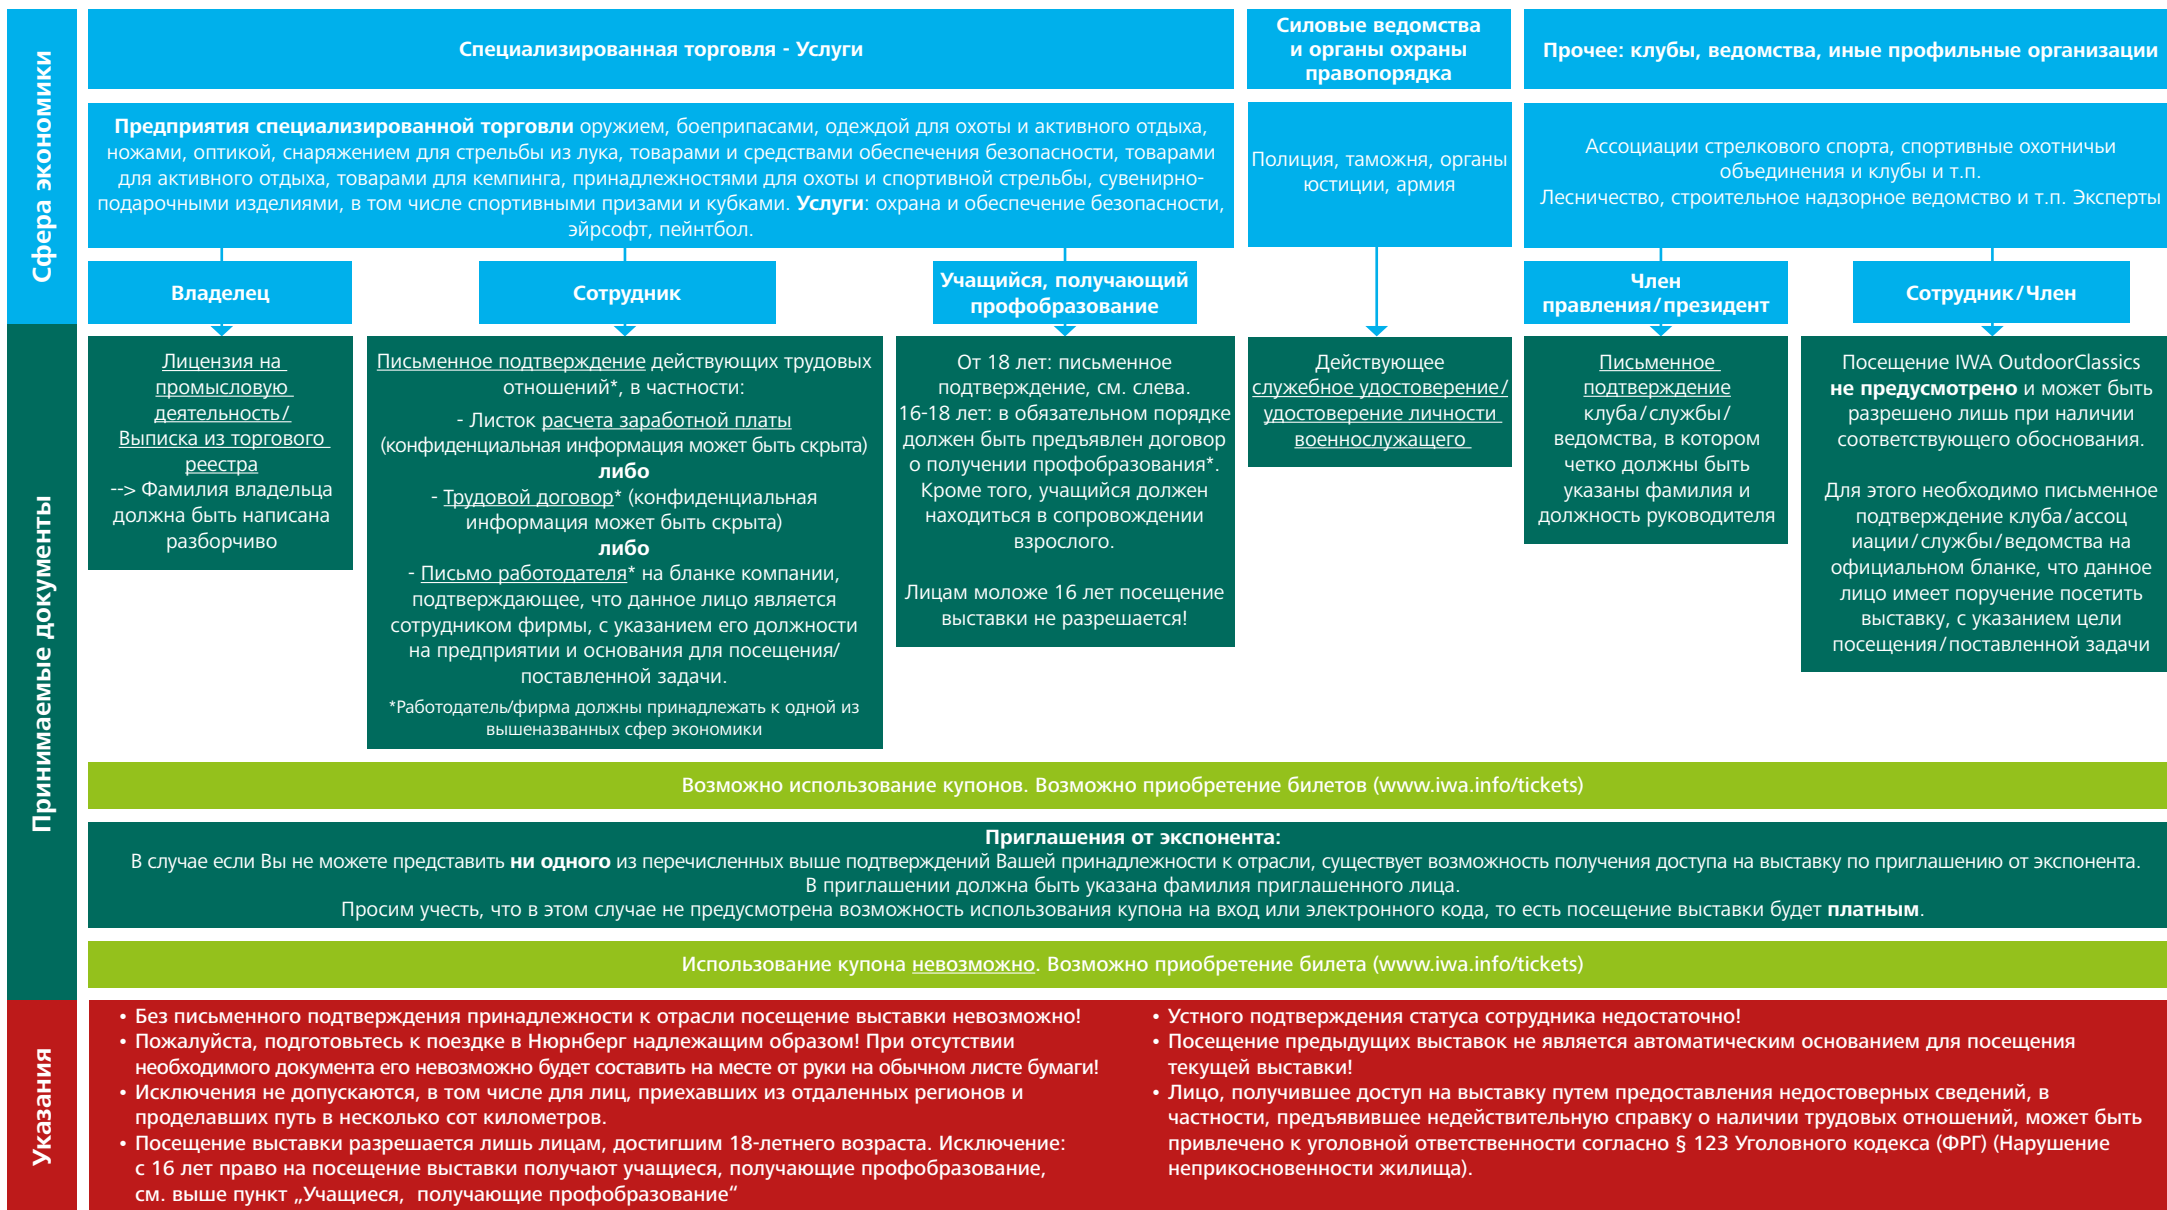 Сфера экономики
Специализированная торговля - Услуги
Силовые ведомства
и органы охраны
правопорядка
Прочее: клубы, ведомства, иные профильные организации
Предприятия специализированной торговли оружием, боеприпасами, одеждой для охоты и активного отдыха,
ножами, оптикой, снаряжением для стрельбы из лука, товарами и средствами обеспечения безопасности, товарами
для активного отдыха, товарами для кемпинга, принадлежностями для охоты и спортивной стрельбы, сувенирно-
подарочными изделиями, в том числе спортивными призами и кубками. Услуги: охрана и обеспечение безопасности,
эйрсофт, пейнтбол.
Полиция, таможня, органы
юстиции, армия
Ассоциации стрелкового спорта, спортивные охотничьи
объединения и клубы и т.п.
Лесничество, строительное надзорное ведомство и т.п. Эксперты
Владелец
Сотрудник
Учащийся, получающий
профобразование
Член
правления/президент
Сотрудник/Член
Принимаемые документы
Лицензия на
промысловую
деятельность/
Выписка из торгового
реестра
--> Фамилия владельца
должна быть написана
разборчиво
Письменное подтверждение действующих трудовых
отношений*, в частности:
- Листок расчета заработной платы
(конфиденциальная информация может быть скрыта)
либо
- Трудовой договор* (конфиденциальная
информация может быть скрыта)
либо
- Письмо работодателя* на бланке компании,
подтверждающее, что данное лицо является
сотрудником фирмы, с указанием его должности
на предприятии и основания для посещения/
поставленной задачи.
*Работодатель/фирма должны принадлежать к одной из
вышеназванных сфер экономики
От 18 лет: письменное
подтверждение, см. слева.
16-18 лет: в обязательном порядке
должен быть предъявлен договор
о получении профобразования*.
Кроме того, учащийся должен
находиться в сопровождении
взрослого.
Лицам моложе 16 лет посещение
выставки не разрешается!
Действующее
служебное удостоверение/
удостоверение личности
военнослужащего
Письменное
подтверждение
клуба/службы/
ведомства, в котором
четко должны быть
указаны фамилия и
должность руководителя
Посещение IWA OutdoorClassics
не предусмотрено и может быть
разрешено лишь при наличии
соответствующего обоснования.
Для этого необходимо письменное
подтверждение клуба/ассоц
иации/службы/ведомства на
официальном бланке, что данное
лицо имеет поручение посетить
выставку, с указанием цели
посещения/поставленной задачи
Возможно использование купонов. Возможно приобретение билетов (www.iwa.info/tickets)
Приглашения от экспонента:
В случае если Вы не можете представить ни одного из перечисленных выше подтверждений Вашей принадлежности к отрасли, существует возможность получения доступа на выставку по приглашению от экспонента.
В приглашении должна быть указана фамилия приглашенного лица.
Просим учесть, что в этом случае не предусмотрена возможность использования купона на вход или электронного кода, то есть посещение выставки будет платным.
Использование купона невозможно. Возможно приобретение билета (www.iwa.info/tickets)
Указания
• Без письменного подтверждения принадлежности к отрасли посещение выставки невозможно!
• Пожалуйста, подготовьтесь к поездке в Нюрнберг надлежащим образом! При отсутствии
необходимого документа его невозможно будет составить на месте от руки на обычном листе бумаги!
• Исключения не допускаются, в том числе для лиц, приехавших из отдаленных регионов и
проделавших путь в несколько сот километров.
• Посещение выставки разрешается лишь лицам, достигшим 18-летнего возраста. Исключение:
с 16 лет право на посещение выставки получают учащиеся, получающие профобразование,
см. выше пункт „Учащиеся, получающие профобразование“
• Устного подтверждения статуса сотрудника недостаточно!
• Посещение предыдущих выставок не является автоматическим основанием для посещения
текущей выставки!
• Лицо, получившее доступ на выставку путем предоставления недостоверных сведений, в
частности, предъявившее недействительную справку о наличии трудовых отношений, может быть
привлечено к уголовной ответственности согласно § 123 Уголовного кодекса (ФРГ) (Нарушение
неприкосновенности жилища).